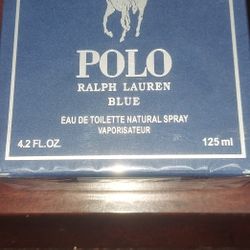 POLO
RALPH LAUREN
BLUE
EAU DE TOILETTE NATURAL SPRAY
VAPORISATEUR
4.2 FL.OZ. 125 ml